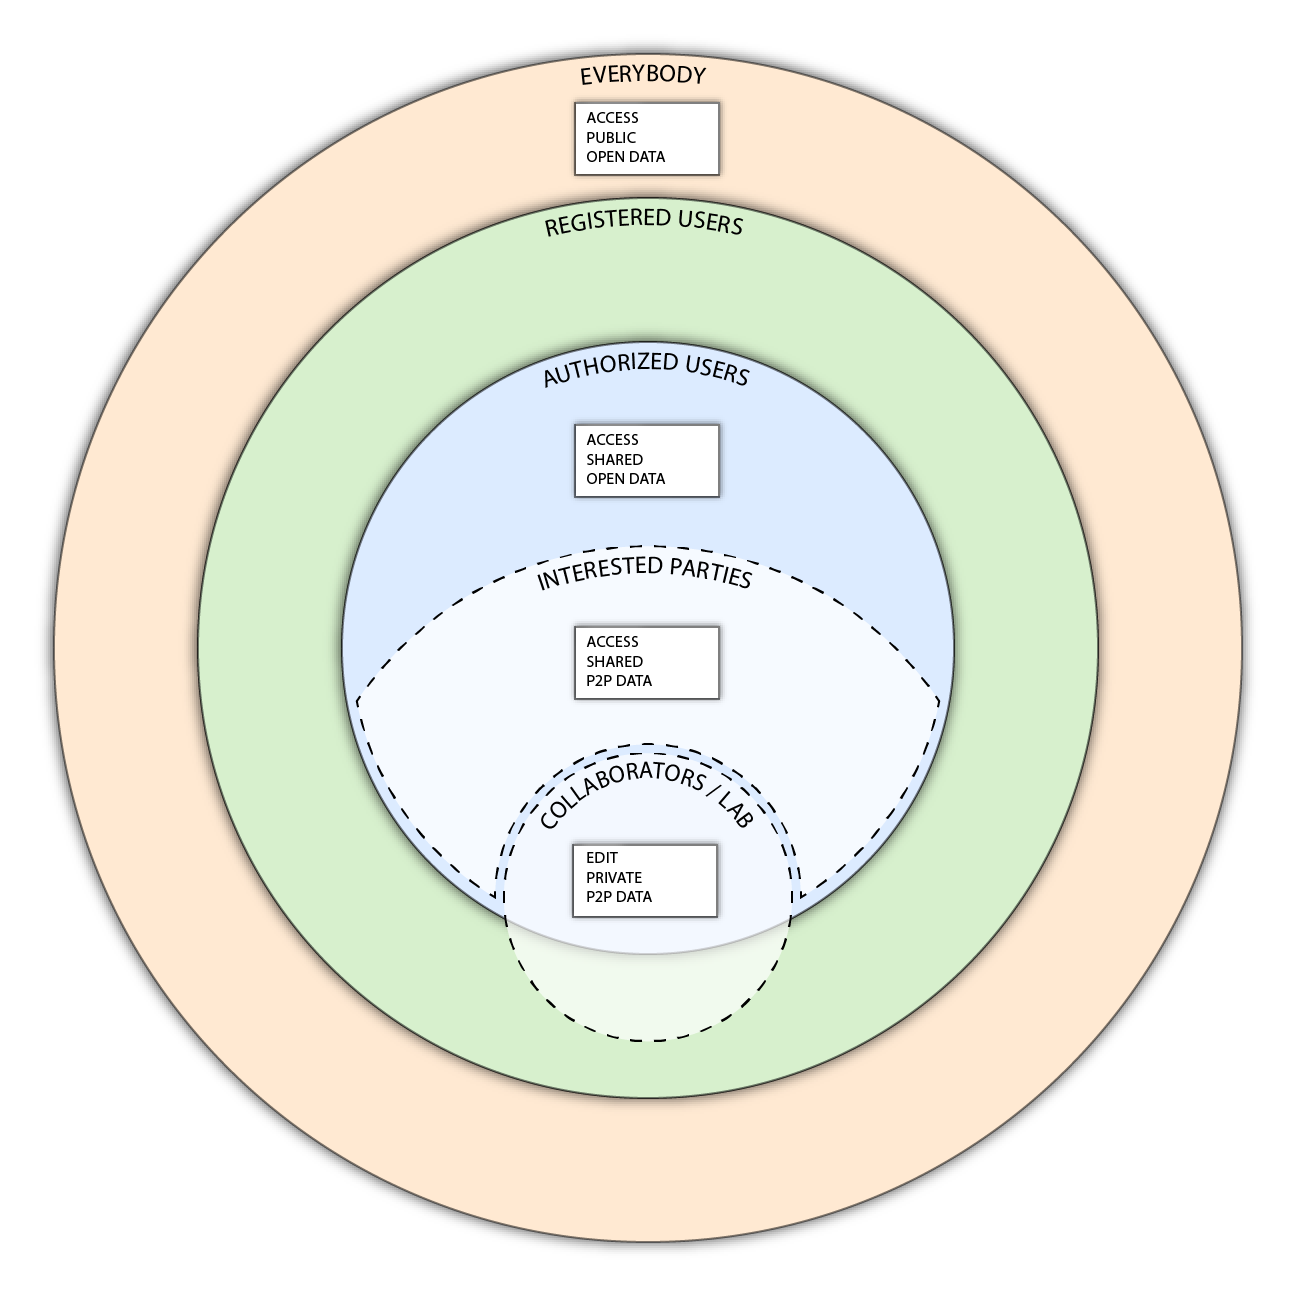 EVERYBODY
ACCESS
PUBLIC
OPEN DATA
REGISTERED USERS
AUTHORIZED USERS
ACCESS
SHARED
OPEN DATA
INTERESTED PARTIES
ACCESS
SHARED
P2P DATA
COLLABORATORS / LAB
EDIT
PRIVATE
P2P DATA